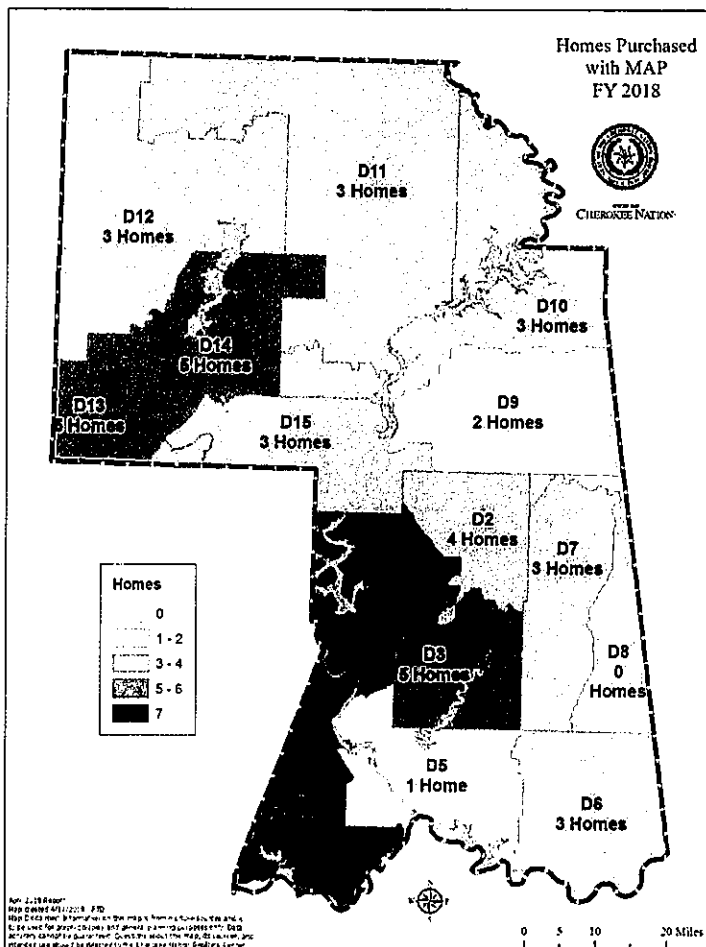 Homes Purchased
with MAP
FY 2018
CHEROKEE NATION
D11
3 Homes
D12
3 Homes
D10
3 Homes
D14
5 Homes
D13
5 Homes
D9
2 Homes
D15
3 Homes
D2
4 Homes
D7
3 Homes
Homes
0
1 - 2
3 - 4
5 - 6
7
D3
5 Homes
D8
0
Homes
D5
1 Home
D6
3 Homes
0 5 10 20 Miles